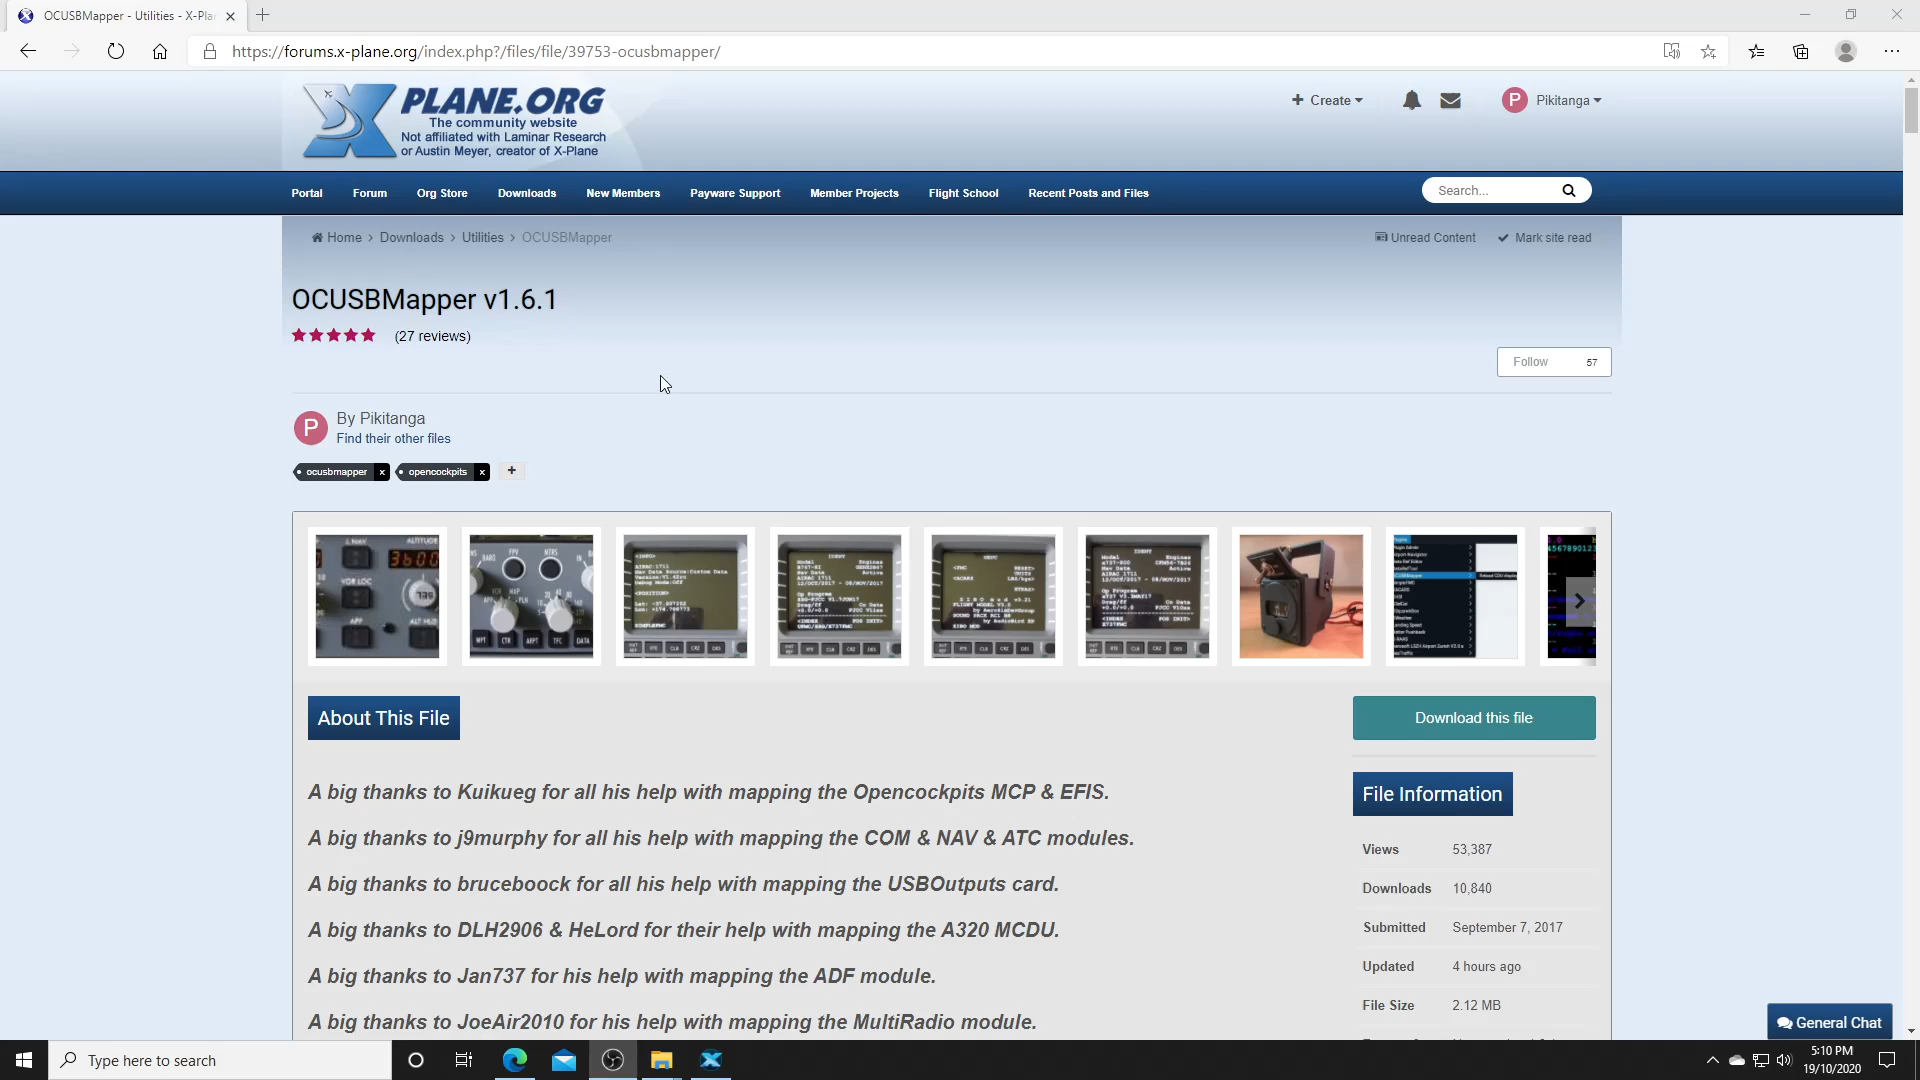 OCUSBMapper - Utilities - X-Pla
https://forums.x-plane.org/index.php?/files/file/39753-ocusbmapper/
PLANE.ORG
The community website
Not affiliated with Laminar Research
or Austin Meyer, creator of X-Plane
Create
P
Pikitanga
Portal
Forum
Org Store
Downloads
New Members
Payware Support
Member Projects
Flight School
Recent Posts and Files
Search...
Home > Downloads > Utilities > OCUSBMapper
Unread Content
Mark site read
OCUSBMapper v1.6.1
(27 reviews)
Follow 57
P
By Pikitanga
Find their other files
ocusbmapper x
opencockpits x
+
About This File
Download this file
A big thanks to Kuikueg for all his help with mapping the Opencockpits MCP & EFIS.
A big thanks to j9murphy for all his help with mapping the COM & NAV & ATC modules.
A big thanks to bruceboock for all his help with mapping the USBOutputs card.
A big thanks to DLH2906 & HeLord for their help with mapping the A320 MCDU.
A big thanks to Jan737 for his help with mapping the ADF module.
A big thanks to JoeAir2010 for his help with mapping the MultiRadio module.
File Information
Views 53,387
Downloads 10,840
Submitted September 7, 2017
Updated 4 hours ago
File Size 2.12 MB
General Chat
Type here to search
5:10 PM
19/10/2020